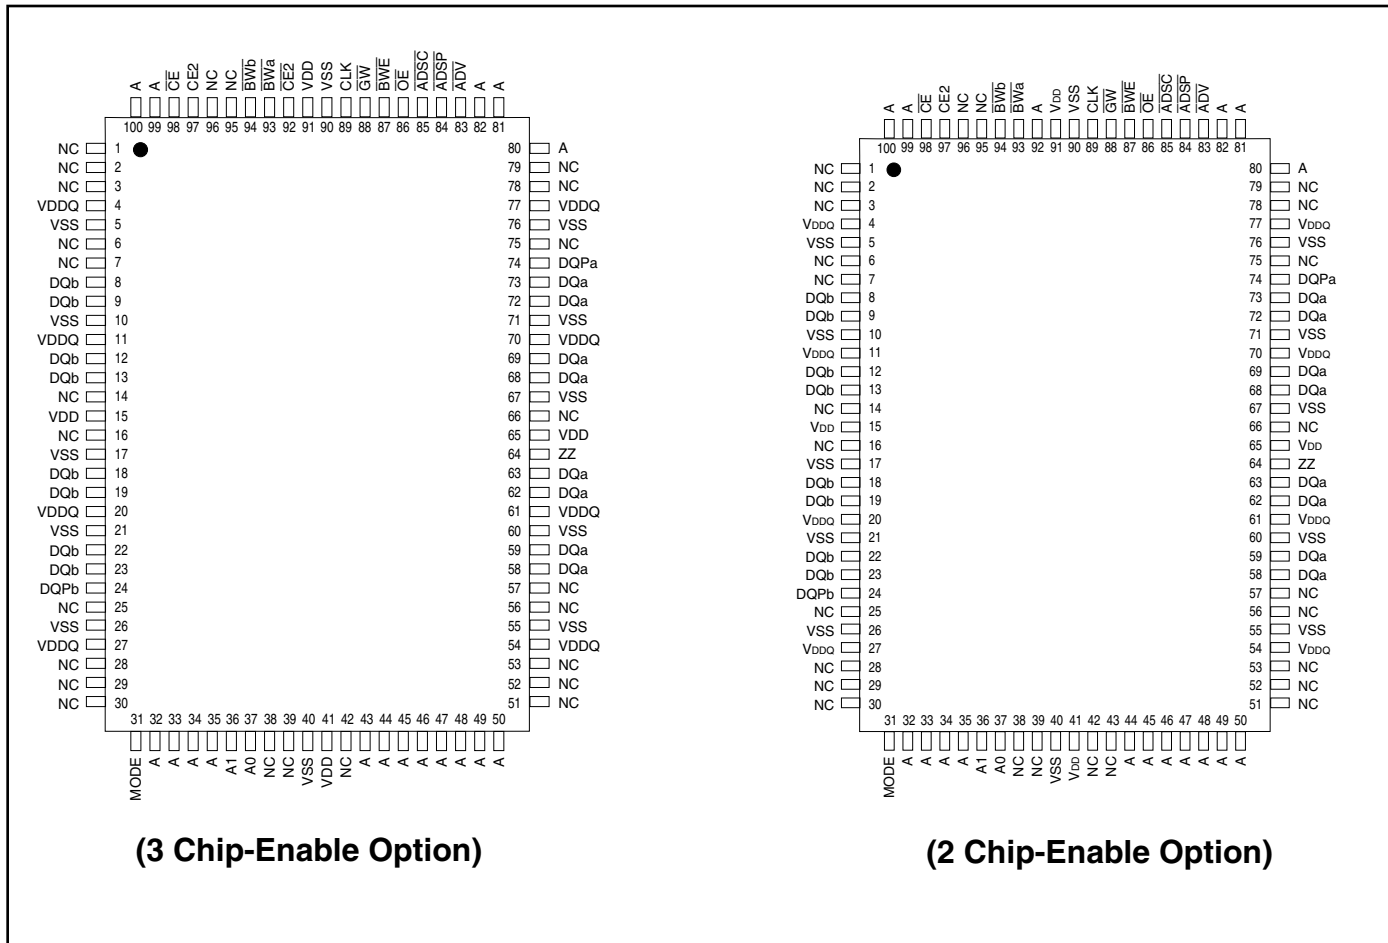 A A CE CE2 NC NC BWb BWa CE2 VDD VSS CLK GW BWE OE ADSC ADSP ADV A A
100 99 98 97 96 95 94 93 92 91 90 89 88 87 86 85 84 83 82 81
NC 1 80 A
NC 2 79 NC
NC 3 78 NC
VDDQ 4 77 VDDQ
VSS 5 76 VSS
NC 6 75 NC
NC 7 74 DQPa
DQb 8 73 DQa
DQb 9 72 DQa
VSS 10 71 VSS
VDDQ 11 70 VDDQ
DQb 12 69 DQa
DQb 13 68 DQa
NC 14 67 VSS
VDD 15 66 NC
NC 16 65 VDD
VSS 17 64 ZZ
DQb 18 63 DQa
DQb 19 62 DQa
VDDQ 20 61 VDDQ
VSS 21 60 VSS
DQb 22 59 DQa
DQb 23 58 DQa
DQPb 24 57 NC
NC 25 56 NC
VSS 26 55 VSS
VDDQ 27 54 VDDQ
NC 28 53 NC
NC 29 52 NC
NC 30 51 NC
31 32 33 34 35 36 37 38 39 40 41 42 43 44 45 46 47 48 49 50
MODE A A A A A1 A0 NC NC VSS VDD NC A A A A A A A A
(3 Chip-Enable Option)
A A CE CE2 NC NC BWb BWa A VDD VSS CLK GW BWE OE ADSC ADSP ADV A A
100 99 98 97 96 95 94 93 92 91 90 89 88 87 86 85 84 83 82 81
NC 1 80 A
NC 2 79 NC
NC 3 78 NC
VDDQ 4 77 VDDQ
VSS 5 76 VSS
NC 6 75 NC
NC 7 74 DQPa
DQb 8 73 DQa
DQb 9 72 DQa
VSS 10 71 VSS
VDDQ 11 70 VDDQ
DQb 12 69 DQa
DQb 13 68 DQa
NC 14 67 VSS
VDD 15 66 NC
NC 16 65 VDD
VSS 17 64 ZZ
DQb 18 63 DQa
DQb 19 62 DQa
VDDQ 20 61 VDDQ
VSS 21 60 VSS
DQb 22 59 DQa
DQb 23 58 DQa
DQPb 24 57 NC
NC 25 56 NC
VSS 26 55 VSS
VDDQ 27 54 VDDQ
NC 28 53 NC
NC 29 52 NC
NC 30 51 NC
31 32 33 34 35 36 37 38 39 40 41 42 43 44 45 46 47 48 49 50
MODE A A A A A1 A0 NC NC VSS VDD NC NC A A A A A A A
(2 Chip-Enable Option)